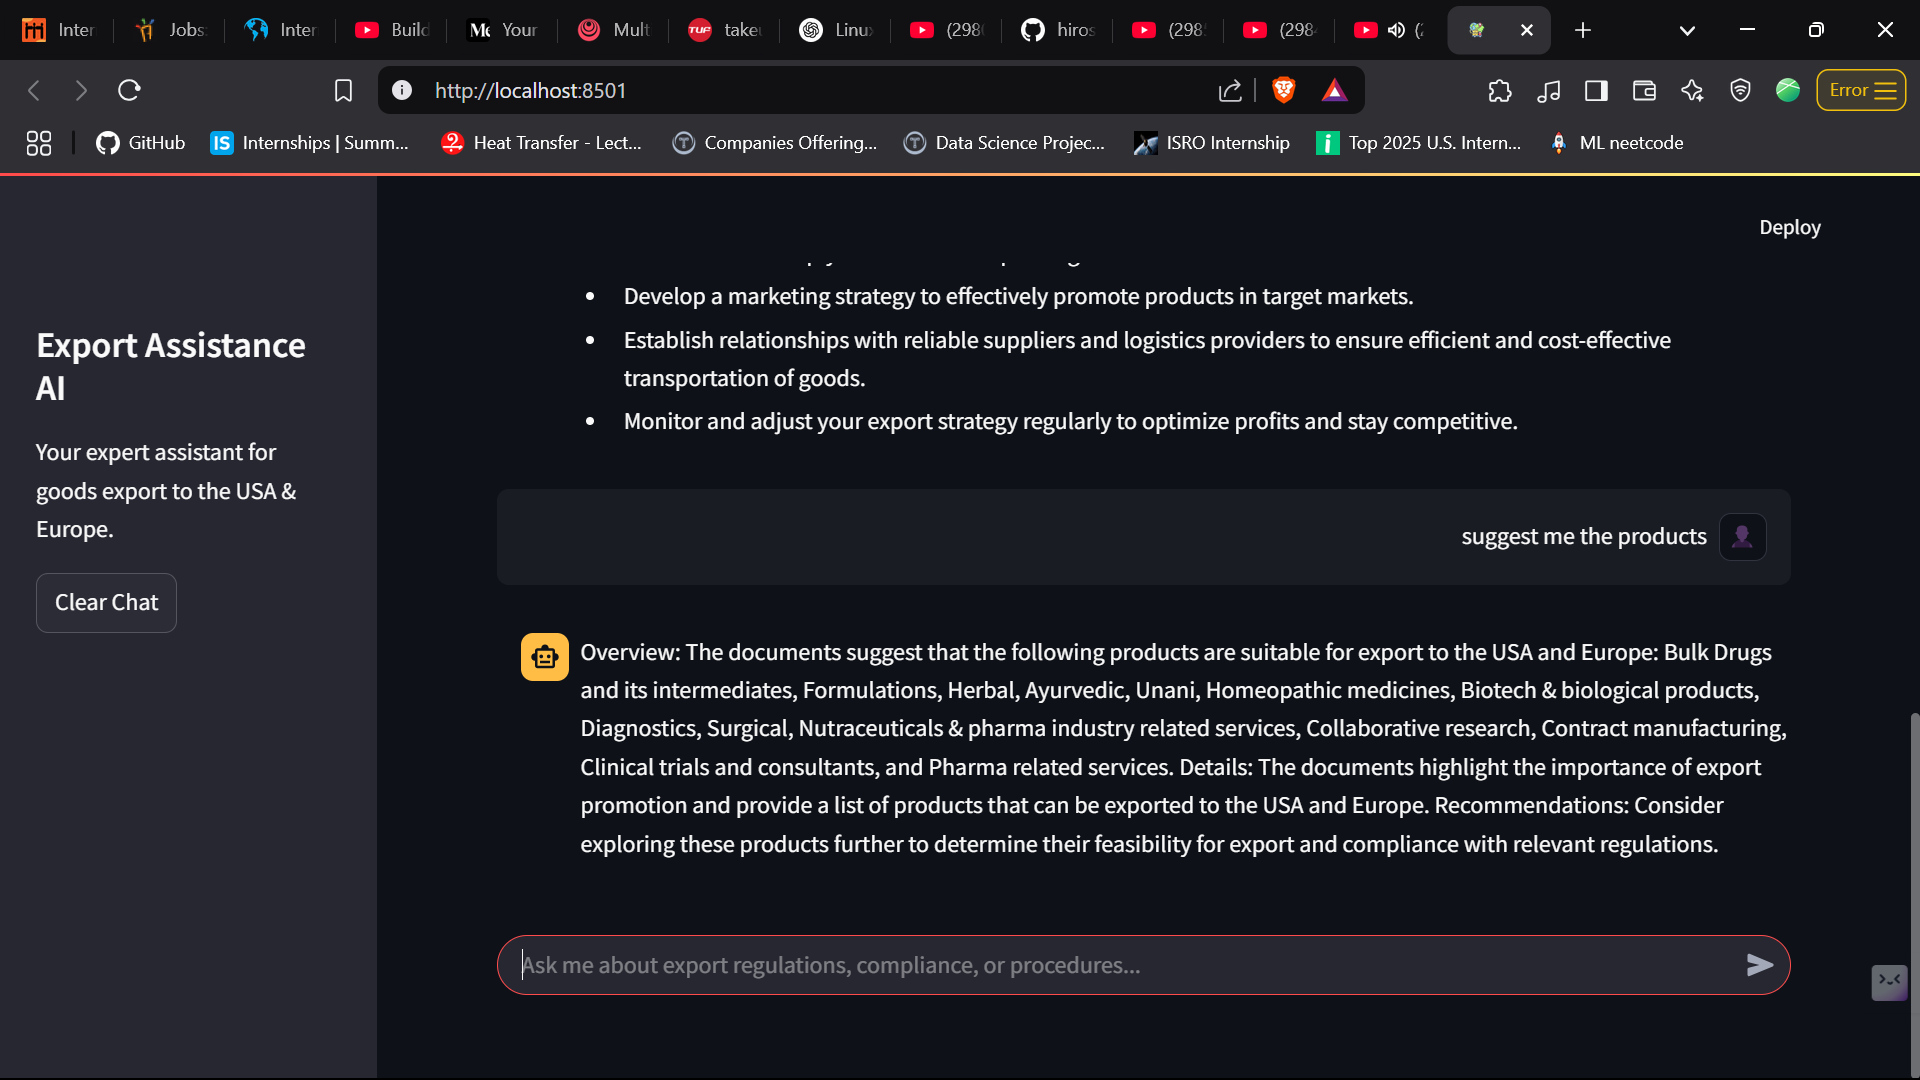 Inter
Jobs
Inter
Build
Your
Mult
TUF
take
Linux
(298
hiros
(298
(298
http://localhost:8501
Error
GitHub
IS Internships | Summ...
Heat Transfer - Lect...
Companies Offering...
Data Science Projec...
ISRO Internship
Top 2025 U.S. Intern...
ML neetcode
Deploy
Export Assistance
AI
Your expert assistant for
goods export to the USA &
Europe.
Clear Chat
• Develop a marketing strategy to effectively promote products in target markets.
• Establish relationships with reliable suppliers and logistics providers to ensure efficient and cost-effective
transportation of goods.
• Monitor and adjust your export strategy regularly to optimize profits and stay competitive.
suggest me the products
Overview: The documents suggest that the following products are suitable for export to the USA and Europe: Bulk Drugs
and its intermediates, Formulations, Herbal, Ayurvedic, Unani, Homeopathic medicines, Biotech & biological products,
Diagnostics, Surgical, Nutraceuticals & pharma industry related services, Collaborative research, Contract manufacturing,
Clinical trials and consultants, and Pharma related services. Details: The documents highlight the importance of export
promotion and provide a list of products that can be exported to the USA and Europe. Recommendations: Consider
exploring these products further to determine their feasibility for export and compliance with relevant regulations.
Ask me about export regulations, compliance, or procedures...